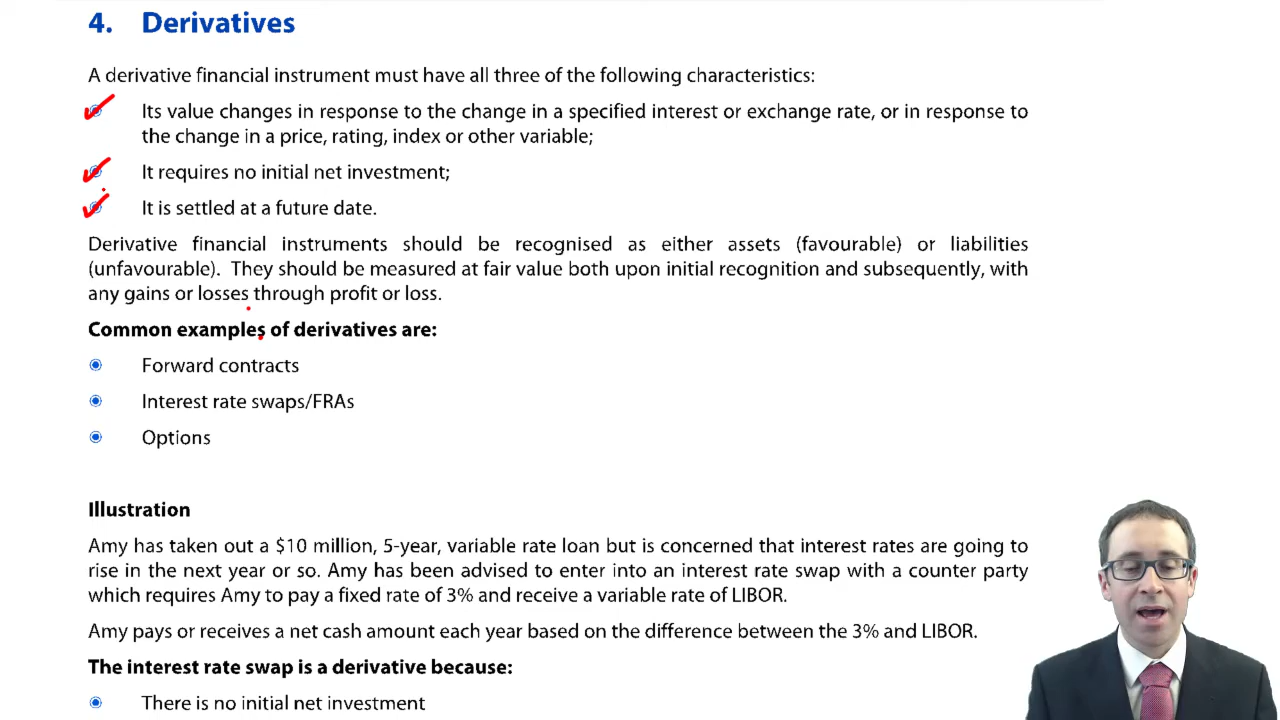 4. Derivatives
A derivative financial instrument must have all three of the following characteristics:
Its value changes in response to the change in a specified interest or exchange rate, or in response to
the change in a price, rating, index or other variable;
It requires no initial net investment;
It is settled at a future date.
Derivative financial instruments should be recognised as either assets (favourable) or liabilities
(unfavourable). They should be measured at fair value both upon initial recognition and subsequently, with
any gains or losses through profit or loss.
Common examples of derivatives are:
Forward contracts
Interest rate swaps/FRAs
Options
Illustration
Amy has taken out a $10 million, 5-year, variable rate loan but is concerned that interest rates are going to
rise in the next year or so. Amy has been advised to enter into an interest rate swap with a counter party
which requires Amy to pay a fixed rate of 3% and receive a variable rate of LIBOR.
Amy pays or receives a net cash amount each year based on the difference between the 3% and LIBOR.
The interest rate swap is a derivative because:
There is no initial net investment